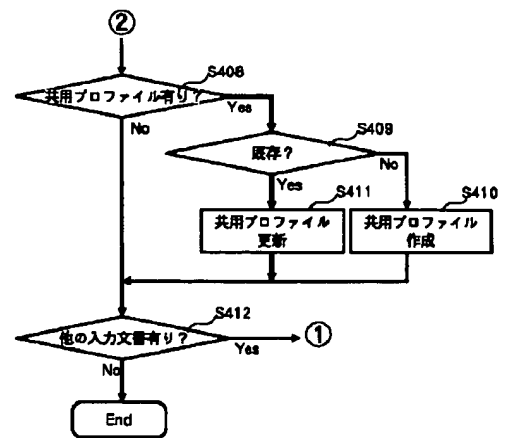 ②
S408
共用プロファイル有り?
Yes
No
S409
既存?
No
Yes
S411
S410
共用プロファイル
更新
共用プロファイル
作成
S412
他の入力文書有り?
①
Yes
No
End